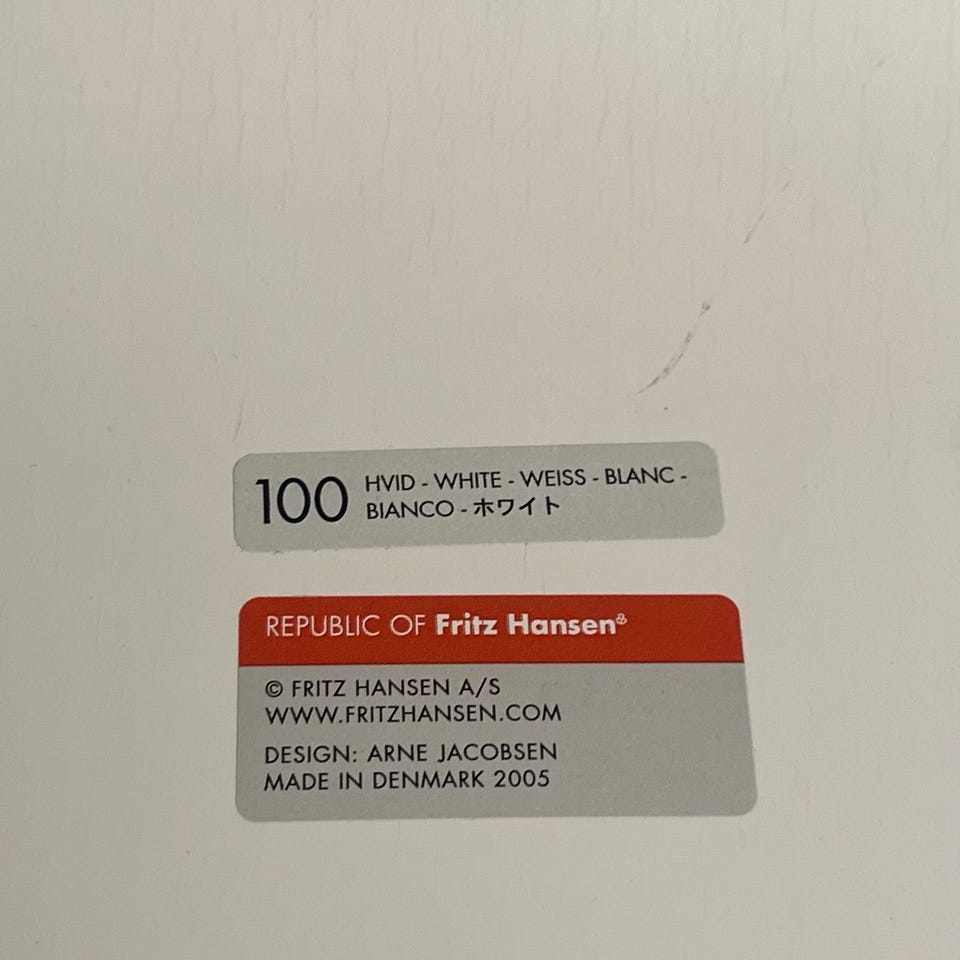 100 HVID - WHITE - WEISS - BLANC -
BIANCO - ホワイト
REPUBLIC OF Fritz Hansen®
© FRITZ HANSEN A/S
WWW.FRITZHANSEN.COM
DESIGN: ARNE JACOBSEN
MADE IN DENMARK 2005